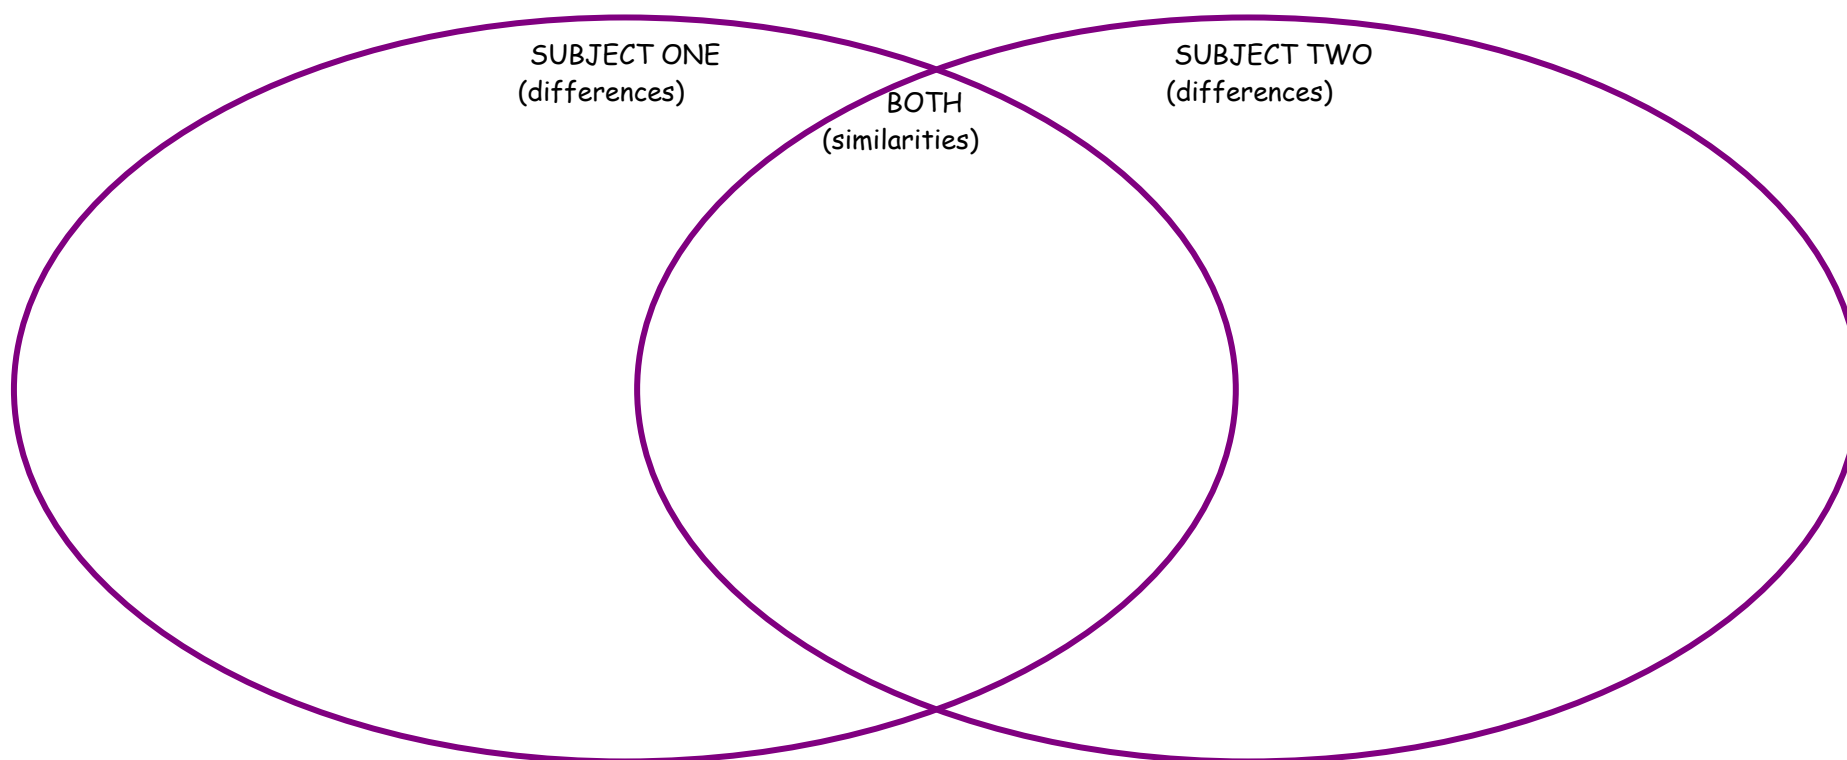 SUBJECT ONE
(differences)
BOTH
(similarities)
SUBJECT TWO
(differences)